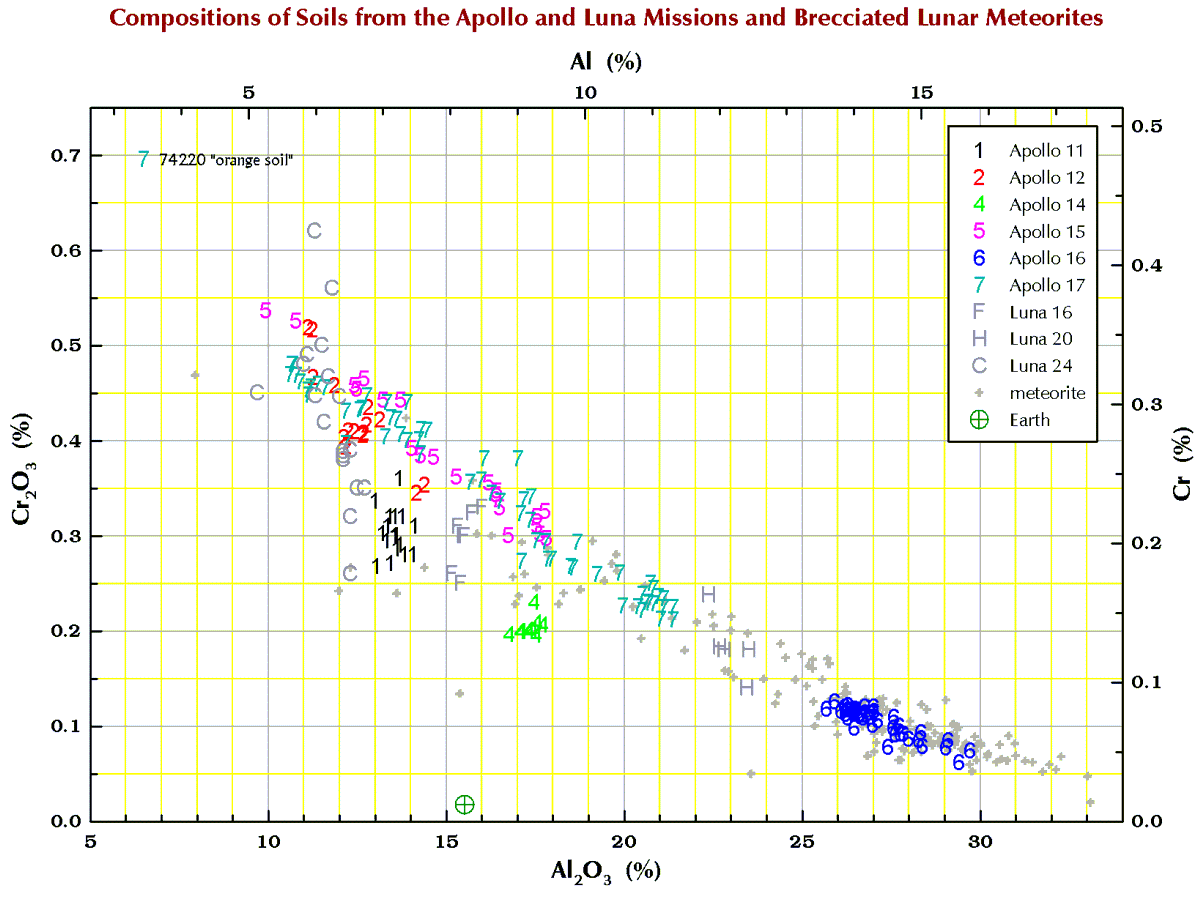 Compositions of Soils from the Apollo and Luna Missions and Brecciated Lunar Meteorites
Al (%)
5 10 15
0.7 7 74220 "orange soil" 0.5
0.6
0.5
0.4
0.3
0.2
0.1
0.0
Cr₂O₃ (%)
1 Apollo 11
2 Apollo 12
4 Apollo 14
5 Apollo 15
6 Apollo 16
7 Apollo 17
F Luna 16
H Luna 20
C Luna 24
meteorite
Earth
0.4
0.3
0.2
0.1
0.0
Cr (%)
5 10 15 20 25 30
Al₂O₃ (%)